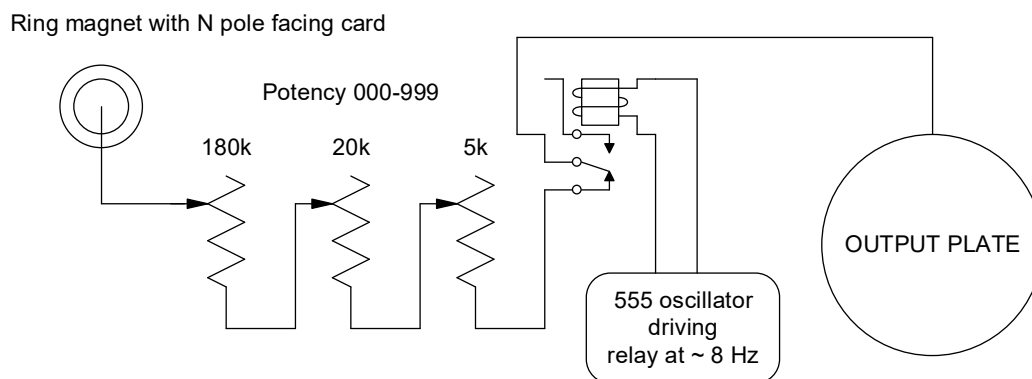 Ring magnet with N pole facing card
Potency 000-999
180k
20k
5k
OUTPUT PLATE
555 oscillator
driving
relay at ~ 8 Hz